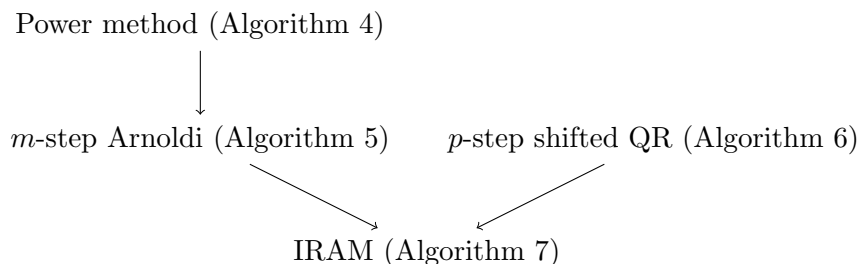 Power method (Algorithm 4)
m-step Arnoldi (Algorithm 5) p-step shifted QR (Algorithm 6)
IRAM (Algorithm 7)